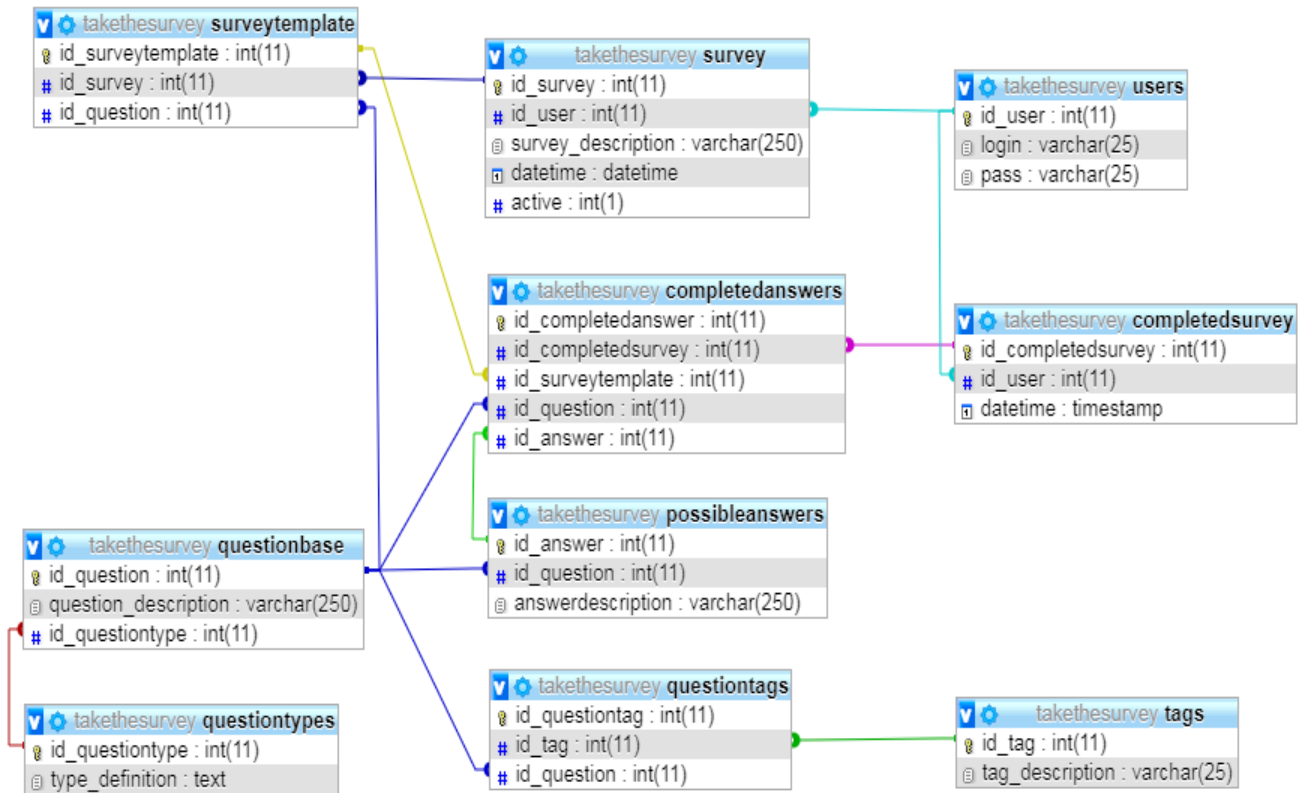 takethesurvey surveytemplate
id_surveytemplate : int(11)
id_survey : int(11)
id_question : int(11)
takethesurvey survey
id_survey : int(11)
id_user : int(11)
survey_description : varchar(250)
datetime : datetime
active : int(1)
takethesurvey users
id_user : int(11)
login : varchar(25)
pass : varchar(25)
takethesurvey completedanswers
id_completedanswer : int(11)
id_completedsurvey : int(11)
id_surveytemplate : int(11)
id_question : int(11)
id_answer : int(11)
takethesurvey completedsurvey
id_completedsurvey : int(11)
id_user : int(11)
datetime : timestamp
takethesurvey possibleanswers
id_answer : int(11)
id_question : int(11)
answerdescription : varchar(250)
takethesurvey questionbase
id_question : int(11)
question_description : varchar(250)
id_questiontype : int(11)
takethesurvey questiontypes
id_questiontype : int(11)
type_definition : text
takethesurvey questiontags
id_questiontag : int(11)
id_tag : int(11)
id_question : int(11)
takethesurvey tags
id_tag : int(11)
tag_description : varchar(25)